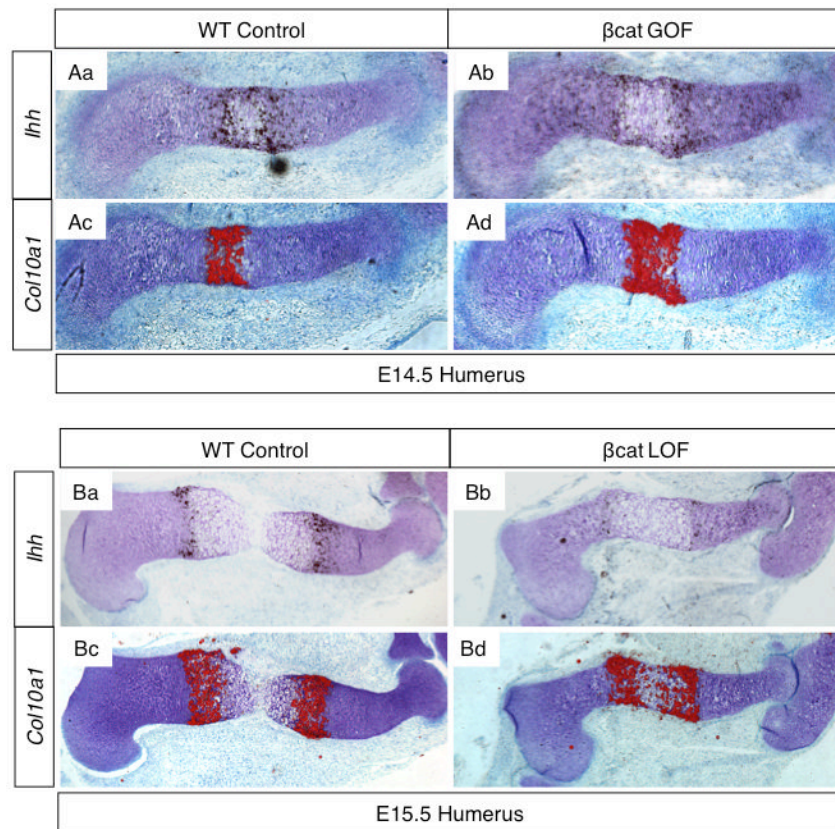 WT Control
βcat GOF
Ihh
Aa
Ab
Col10a1
Ac
Ad
E14.5 Humerus
WT Control
βcat LOF
Ihh
Ba
Bb
Col10a1
Bc
Bd
E15.5 Humerus